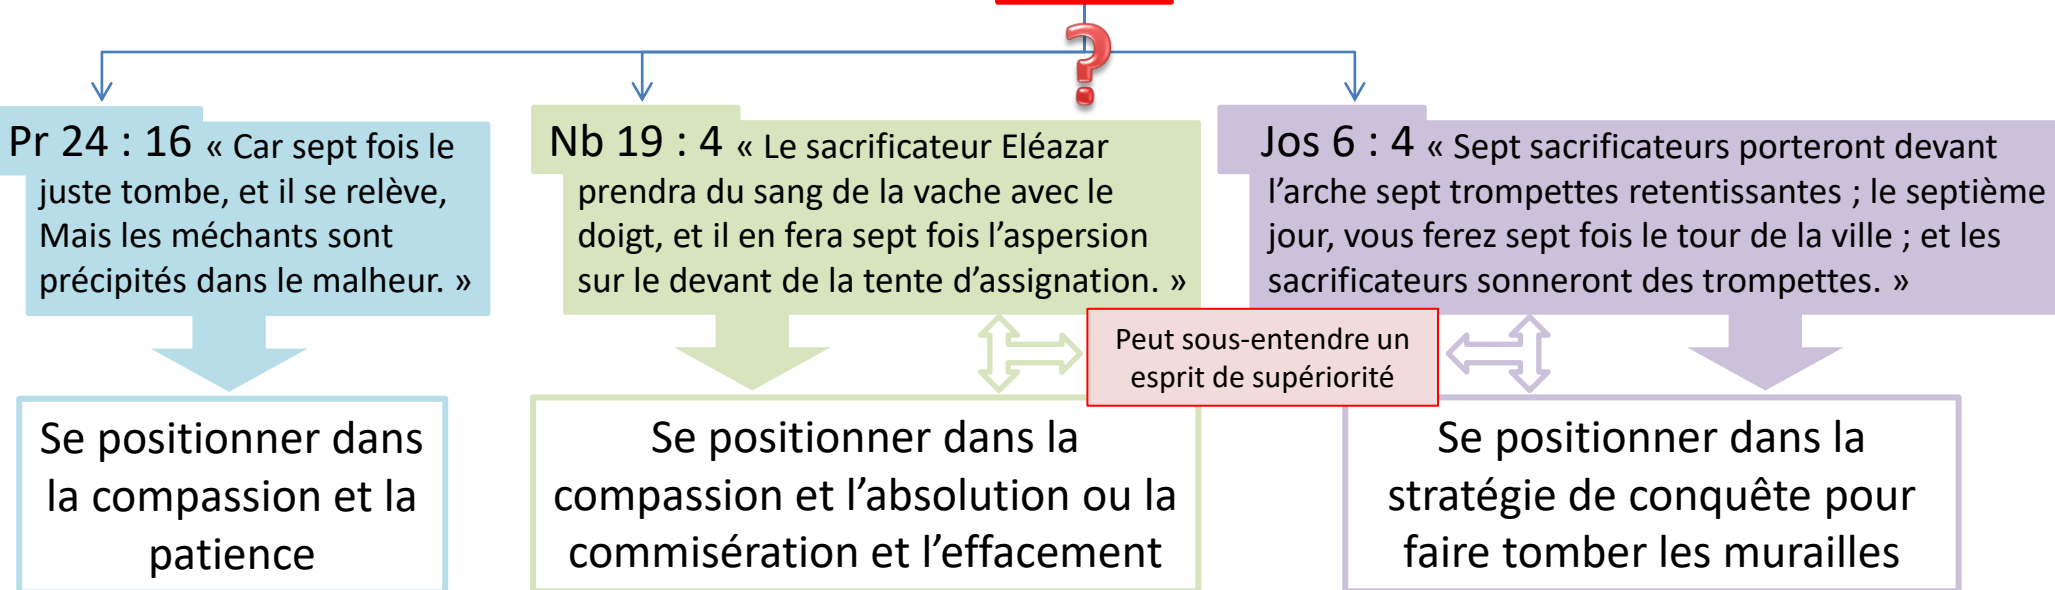 ?
Pr 24 : 16 « Car sept fois le
juste tombe, et il se relève,
Mais les méchants sont
précipités dans le malheur. »
Nb 19 : 4 « Le sacrificateur Eléazar
prendra du sang de la vache avec le
doigt, et il en fera sept fois l’aspersion
sur le devant de la tente d’assignation. »
Jos 6 : 4 « Sept sacrificateurs porteront devant
l’arche sept trompettes retentissantes ; le septième
jour, vous ferez sept fois le tour de la ville ; et les
sacrificateurs sonneront des trompettes. »
Peut sous-entendre un
esprit de supériorité
Se positionner dans
la compassion et la
patience
Se positionner dans la
compassion et l’absolution ou la
commisération et l’effacement
Se positionner dans la
stratégie de conquête pour
faire tomber les murailles